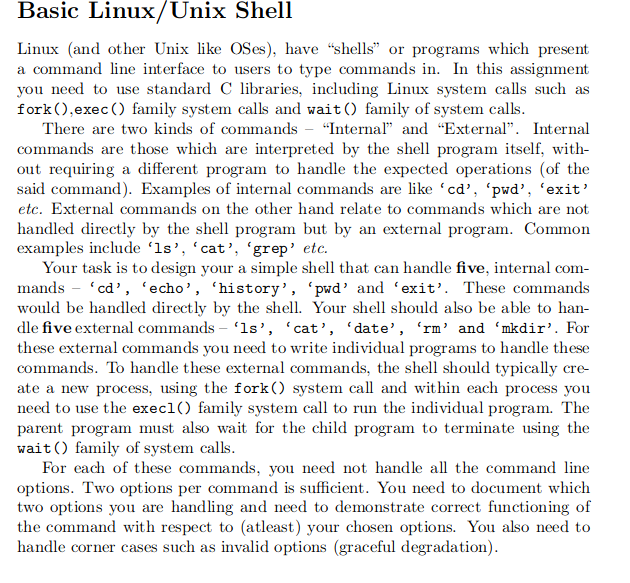 Basic Linux/Unix Shell
Linux (and other Unix like OSes), have “shells” or programs which present
a command line interface to users to type commands in. In this assignment
you need to use standard C libraries, including Linux system calls such as
fork(),exec() family system calls and wait() family of system calls.
There are two kinds of commands – “Internal” and “External”. Internal
commands are those which are interpreted by the shell program itself, with-
out requiring a different program to handle the expected operations (of the
said command). Examples of internal commands are like ‘cd’, ‘pwd’, ‘exit’
etc. External commands on the other hand relate to commands which are not
handled directly by the shell program but by an external program. Common
examples include ‘ls’, ‘cat’, ‘grep’ etc.
Your task is to design your a simple shell that can handle five, internal com-
mands – ‘cd’, ‘echo’, ‘history’, ‘pwd’ and ‘exit’. These commands
would be handled directly by the shell. Your shell should also be able to han-
dle five external commands – ‘ls’, ‘cat’, ‘date’, ‘rm’ and ‘mkdir’. For
these external commands you need to write individual programs to handle these
commands. To handle these external commands, the shell should typically cre-
ate a new process, using the fork() system call and within each process you
need to use the execl() family system call to run the individual program. The
parent program must also wait for the child program to terminate using the
wait() family of system calls.
For each of these commands, you need not handle all the command line
options. Two options per command is sufficient. You need to document which
two options you are handling and need to demonstrate correct functioning of
the command with respect to (atleast) your chosen options. You also need to
handle corner cases such as invalid options (graceful degradation).